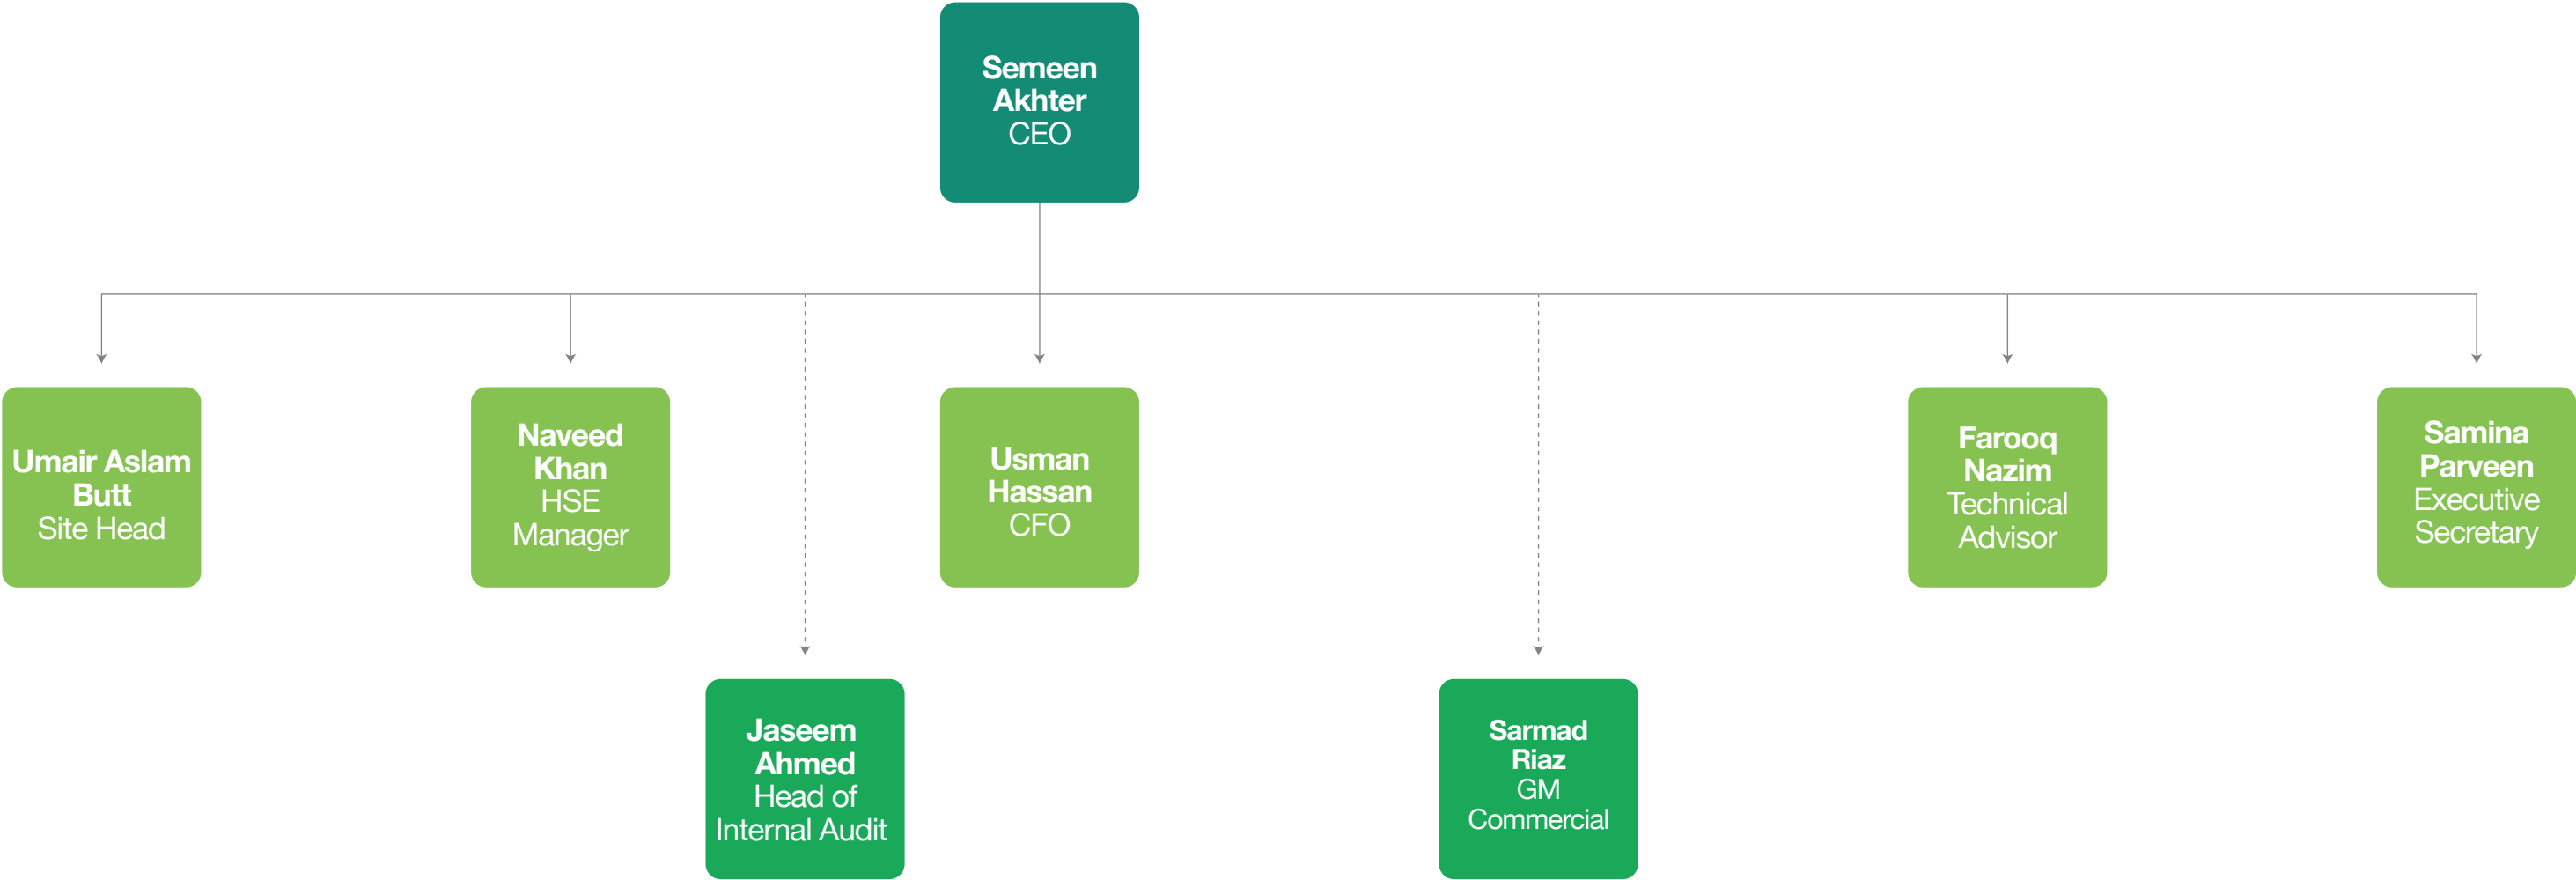 Semeen
Akhter
CEO
Umair Aslam
Butt
Site Head
Naveed
Khan
HSE
Manager
Usman
Hassan
CFO
Farooq
Nazim
Technical
Advisor
Samina
Parveen
Executive
Secretary
Jaseem
Ahmed
Head of
Internal Audit
Sarmad
Riaz
GM
Commercial